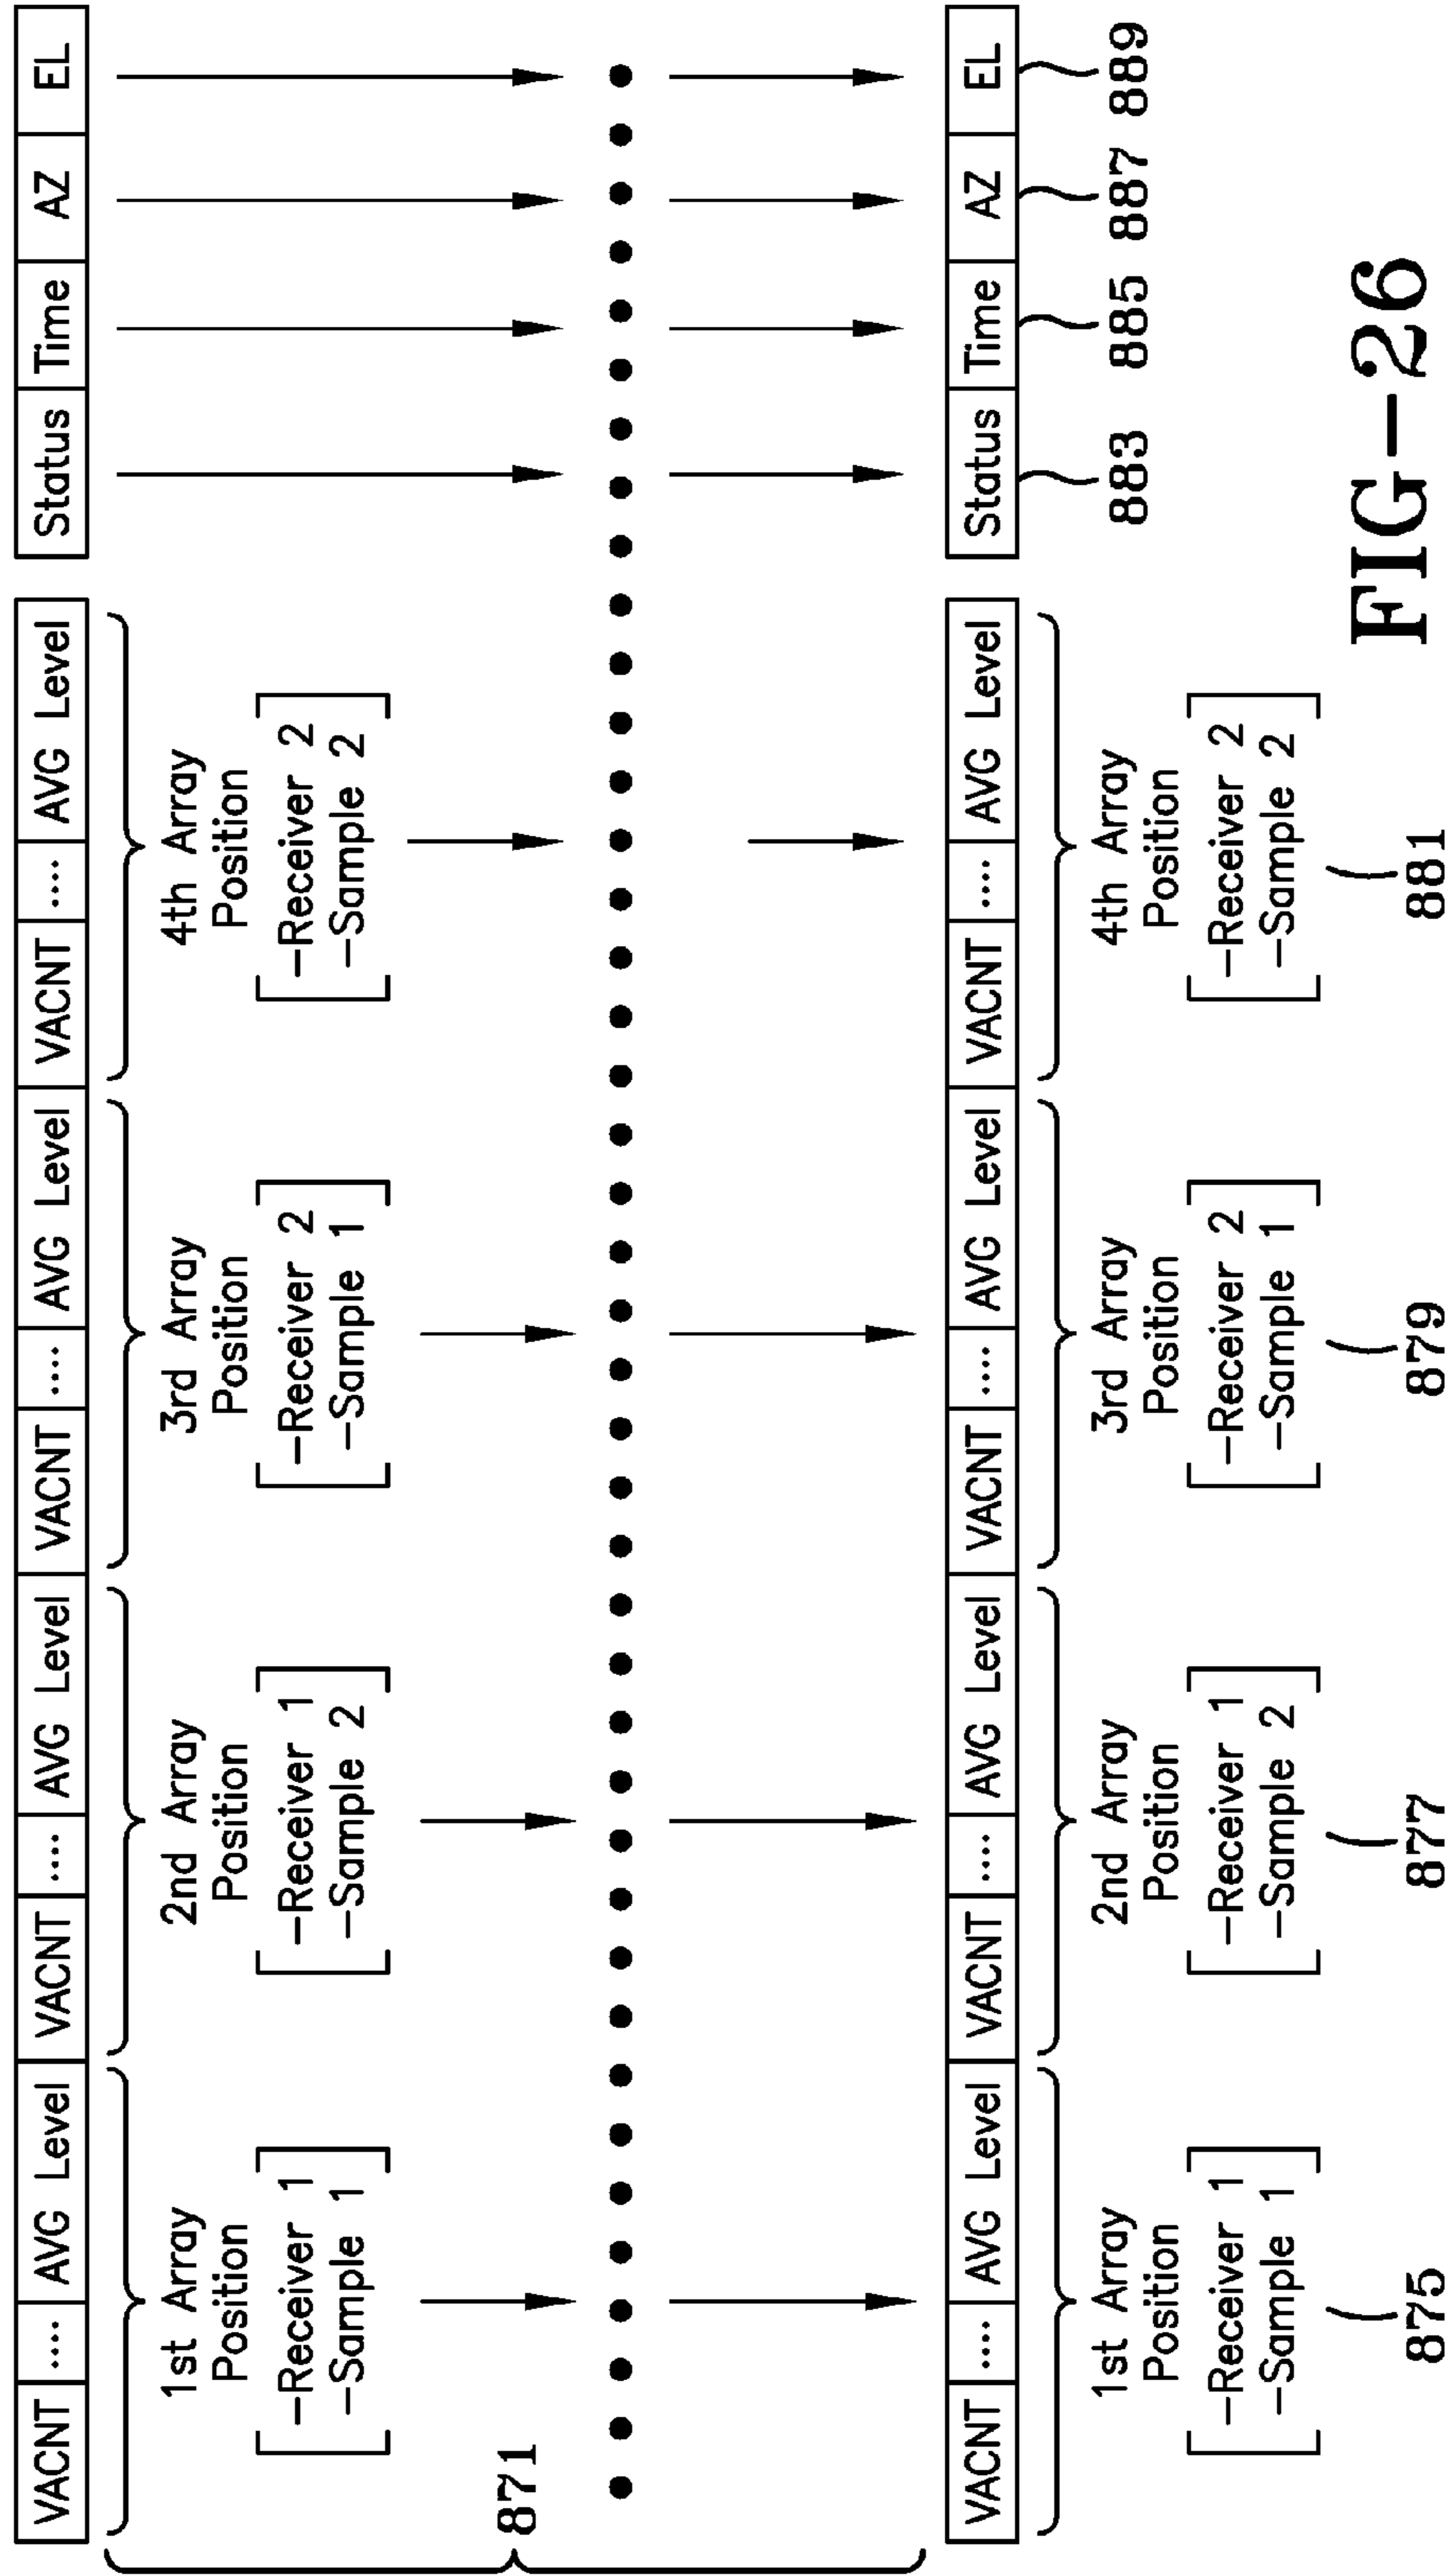 VACNT .... AVG Level VACNT .... AVG Level VACNT .... AVG Level VACNT .... AVG Level Status Time AZ EL
1st Array Position
-Receiver 1
-Sample 1
2nd Array Position
-Receiver 1
-Sample 2
3rd Array Position
-Receiver 2
-Sample 1
4th Array Position
-Receiver 2
-Sample 2
871
VACNT .... AVG Level VACNT .... AVG Level VACNT .... AVG Level VACNT .... AVG Level Status Time AZ EL
1st Array Position
-Receiver 1
-Sample 1
875
2nd Array Position
-Receiver 1
-Sample 2
877
3rd Array Position
-Receiver 2
-Sample 1
879
4th Array Position
-Receiver 2
-Sample 2
881
883 885 887 889
FIG-26